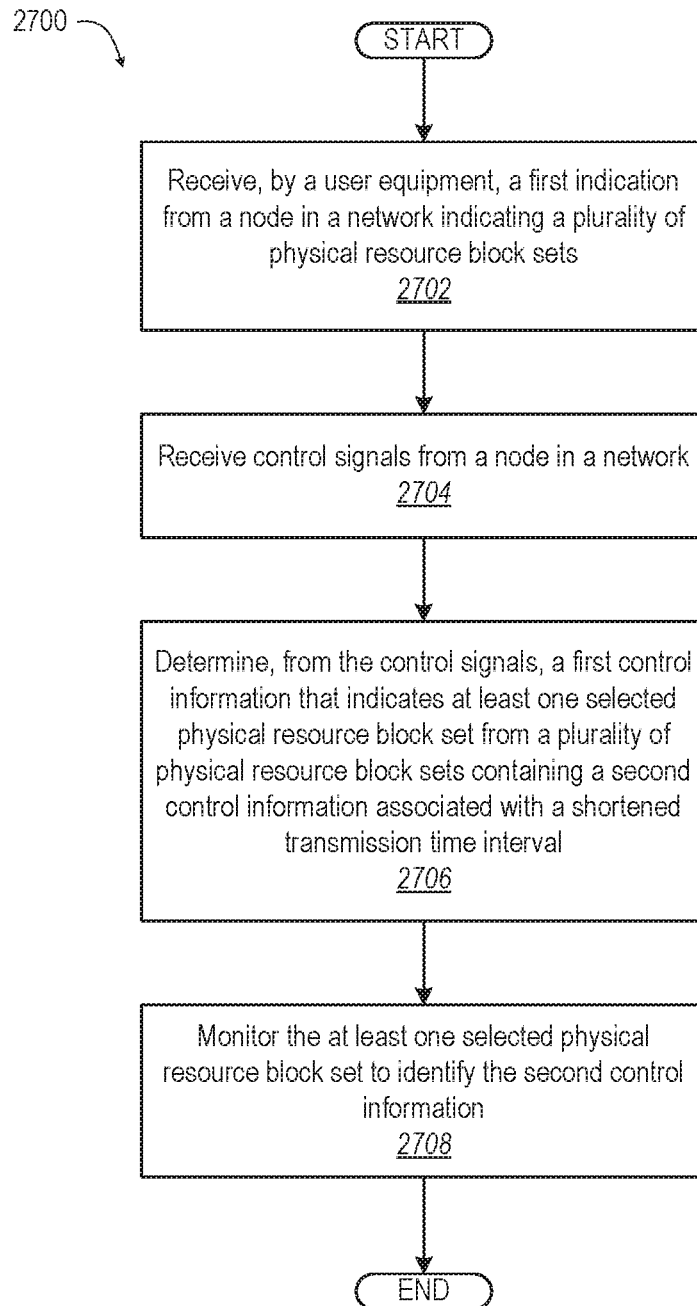 2700
START
Receive, by a user equipment, a first indication
from a node in a network indicating a plurality of
physical resource block sets
2702
Receive control signals from a node in a network
2704
Determine, from the control signals, a first control
information that indicates at least one selected
physical resource block set from a plurality of
physical resource block sets containing a second
control information associated with a shortened
transmission time interval
2706
Monitor the at least one selected physical
resource block set to identify the second control
information
2708
END